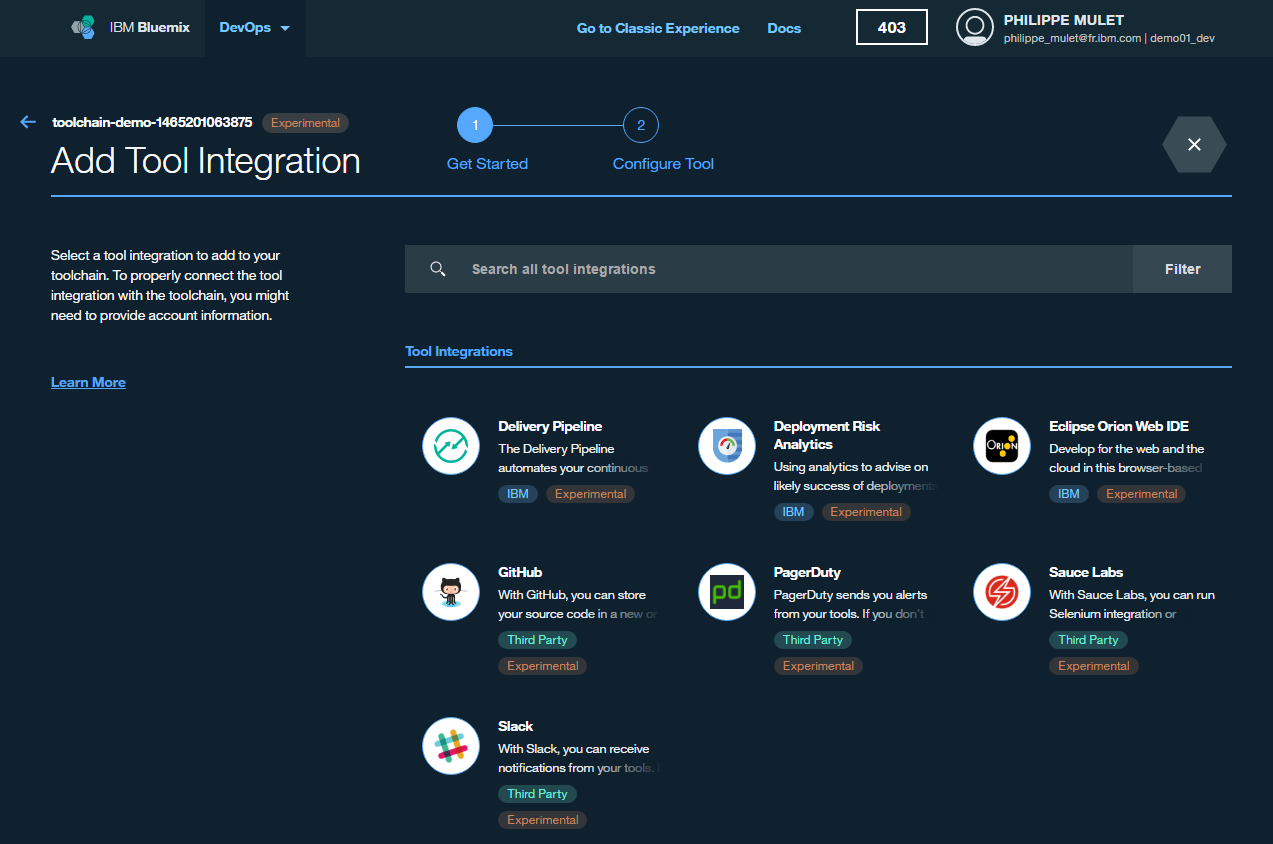 IBM Bluemix
DevOps
Go to Classic Experience
Docs
403
PHILIPPE MULET
philippe_mulet@fr.ibm.com | demo01_dev
toolchain-demo-1465201063875
Experimental
Add Tool Integration
1
2
Get Started
Configure Tool
Select a tool integration to add to your
toolchain. To properly connect the tool
integration with the toolchain, you might
need to provide account information.
Learn More
Search all tool integrations
Filter
Tool Integrations
Delivery Pipeline
The Delivery Pipeline
automates your continuous
IBM
Experimental
Deployment Risk
Analytics
Using analytics to advise on
likely success of deployments
IBM
Experimental
Eclipse Orion Web IDE
Develop for the web and the
cloud in this browser-based
IBM
Experimental
ORION
GitHub
With GitHub, you can store
your source code in a new or
Third Party
Experimental
pd
PagerDuty
PagerDuty sends you alerts
from your tools. If you don't
Third Party
Experimental
Sauce Labs
With Sauce Labs, you can run
Selenium integration or
Third Party
Experimental
Slack
With Slack, you can receive
notifications from your tools.
Third Party
Experimental